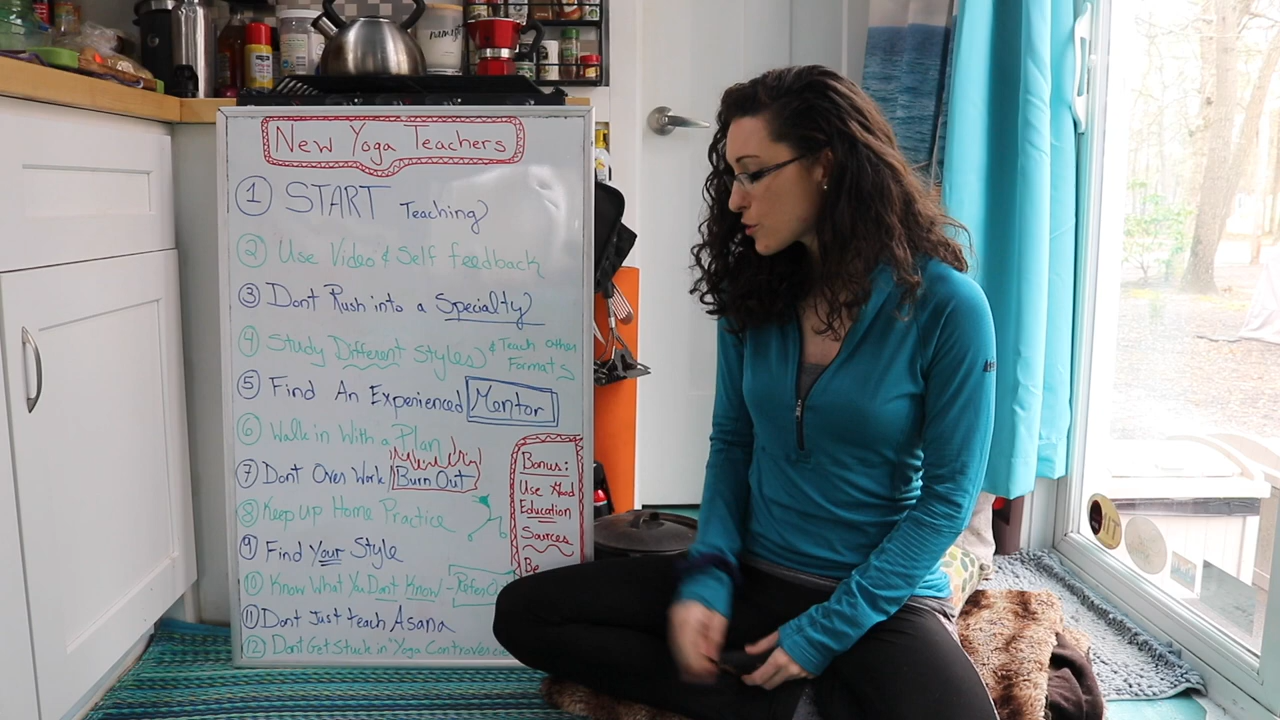 New Yoga Teachers
1 START Teaching
2 Use Video & Self feedback
3 Dont Rush into a Specialty
4 Study Different Styles & Teach other Formats
5 Find An Experienced Mentor
6 Walk in With a Plan
7 Dont Over Work / Burn Out
8 Keep Up Home Practice
9 Find Your Style
10 Know What You Dont Know - Refer Out
11 Dont Just teach Asana
12 Dont Get Stuck in "Yoga Controversie
Bonus:
Use Good
Education
Sources
Be